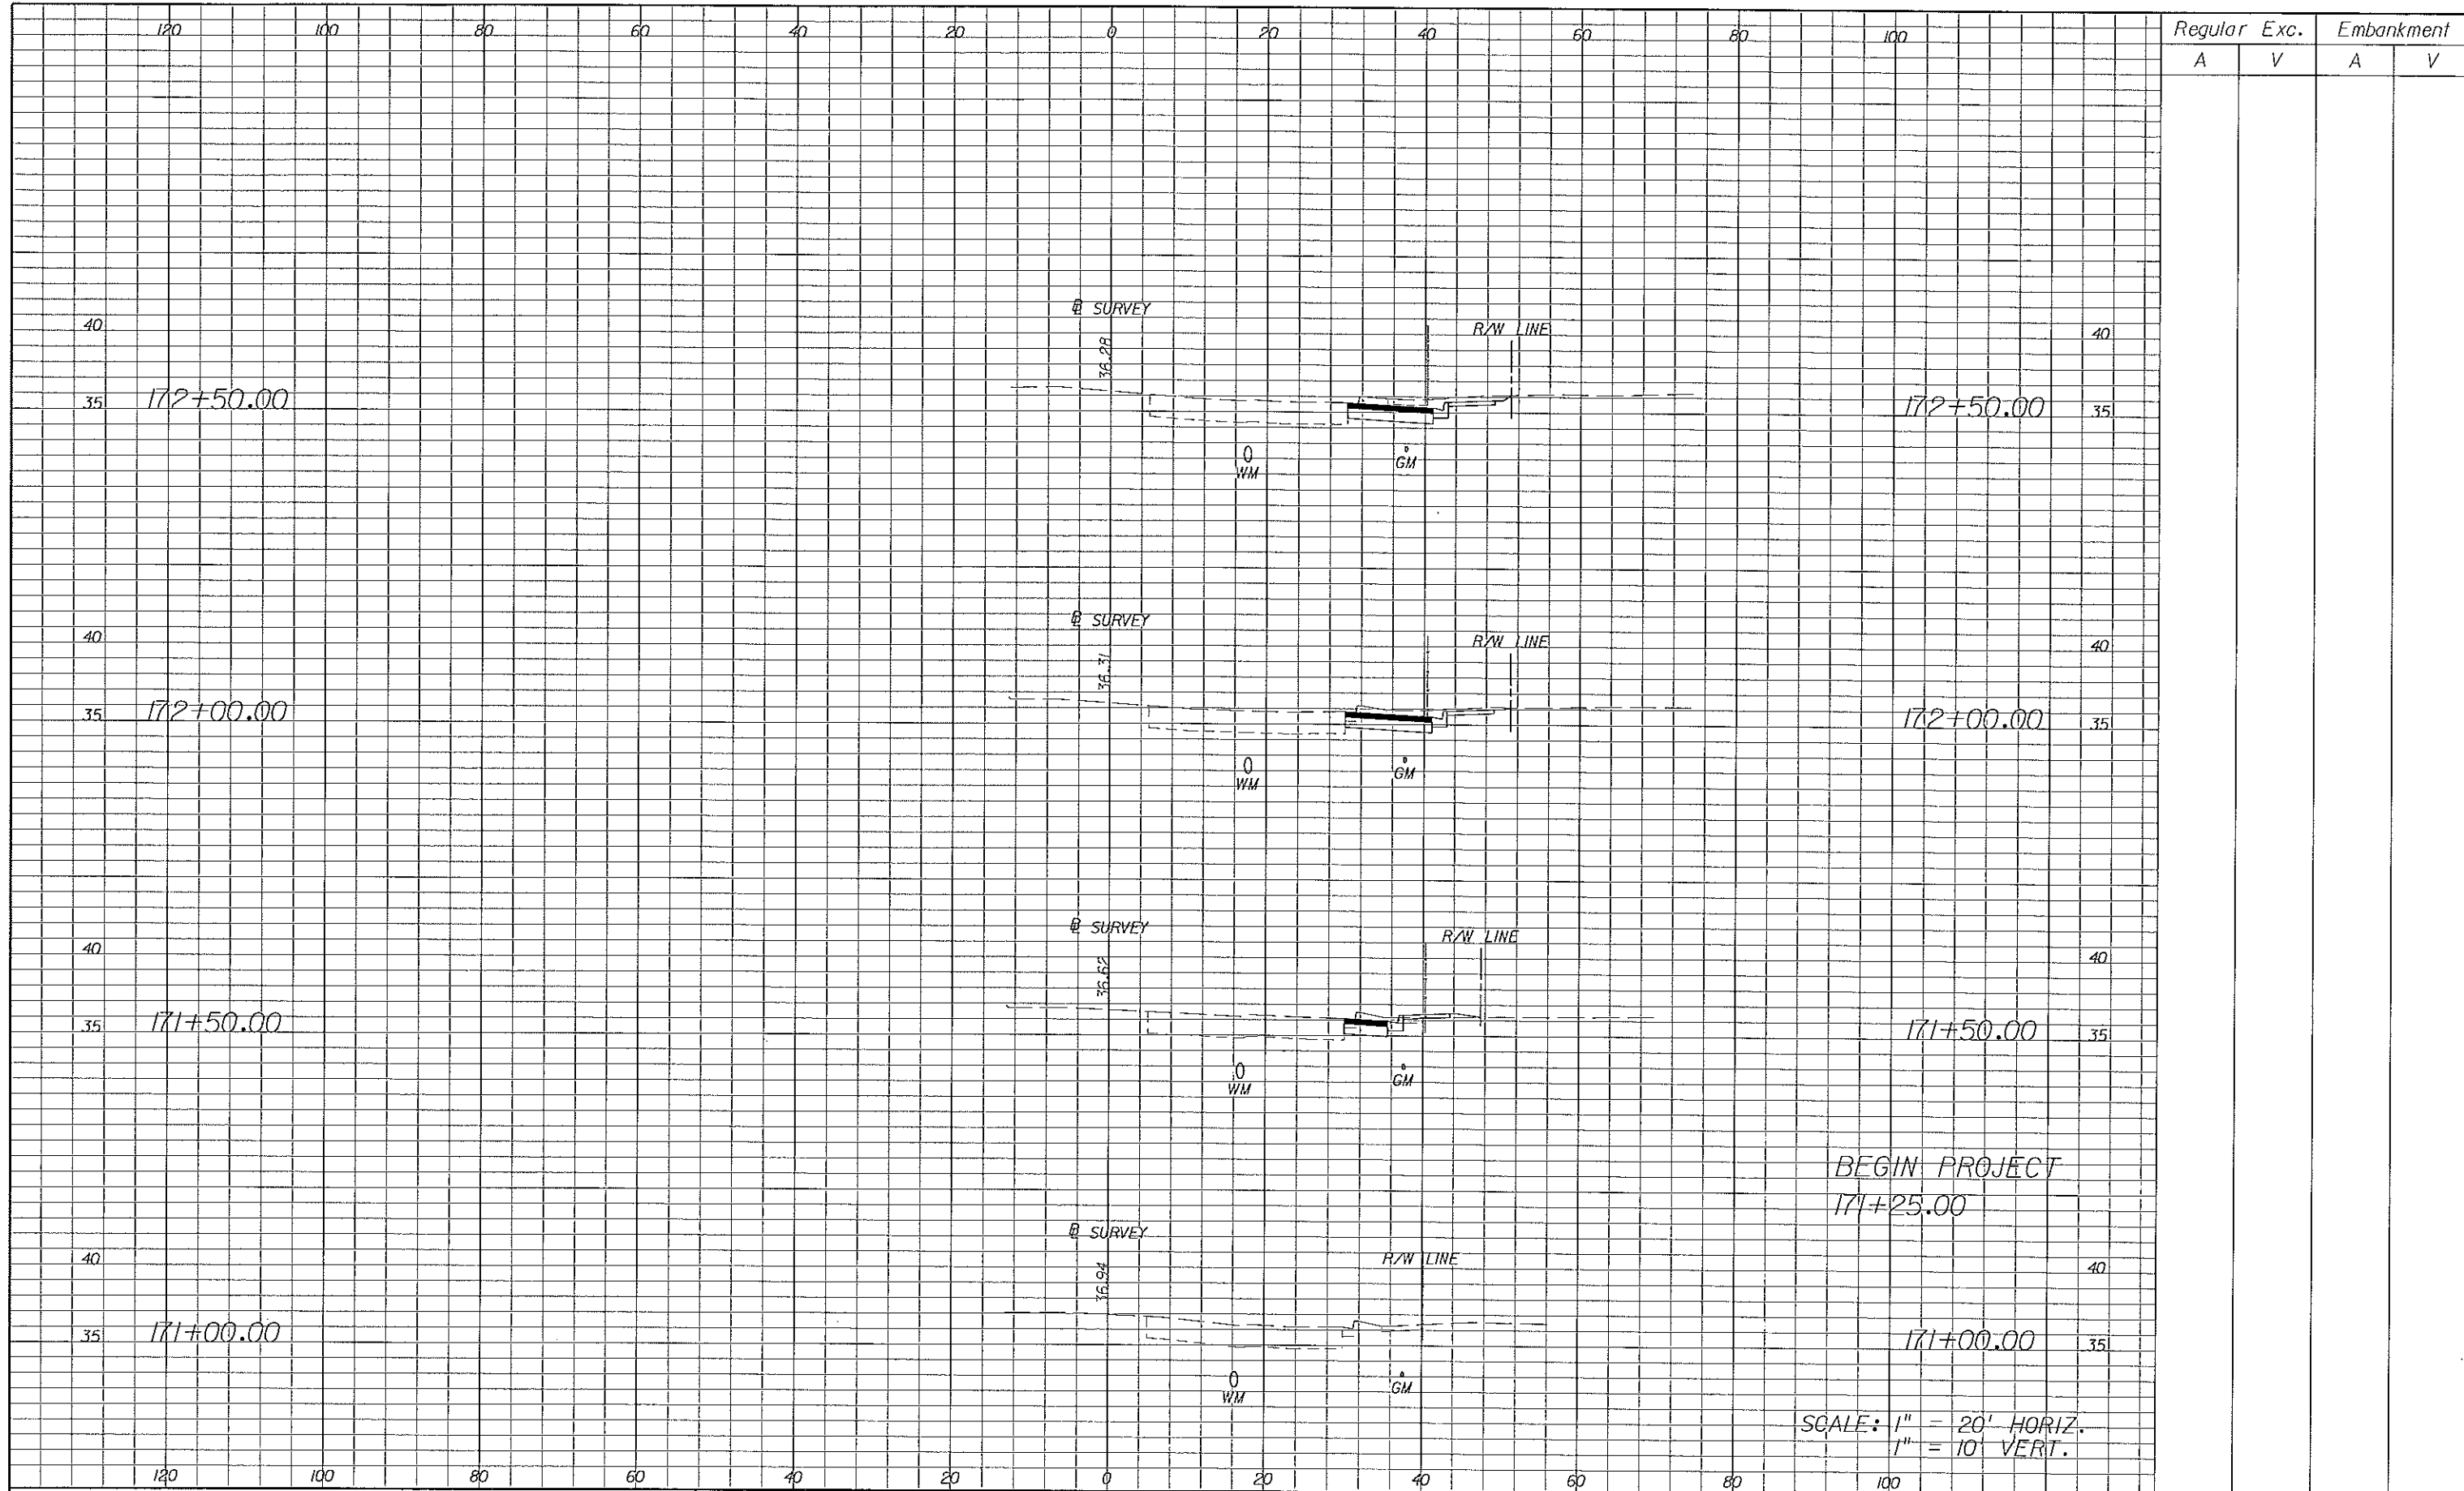 120 100 80 60 40 20 0 20 40 60 80 100
Regular Exc. Embankment
A V A V
℄ SURVEY
40 R/W LINE 40
36.28
35 172+50.00 172+50.00 35
WM GM
℄ SURVEY
40 R/W LINE 40
36.31
35 172+00.00 172+00.00 35
WM GM
℄ SURVEY
R/W LINE
40 40
36.62
35 171+50.00 171+50.00 35
WM GM
BEGIN PROJECT
171+25.00
℄ SURVEY
40 R/W LINE 40
36.94
35 171+00.00 171+00.00 35
WM GM
SCALE: 1" = 20' HORIZ.
1" = 10' VERT.
120 100 80 60 40 20 0 20 40 60 80 100